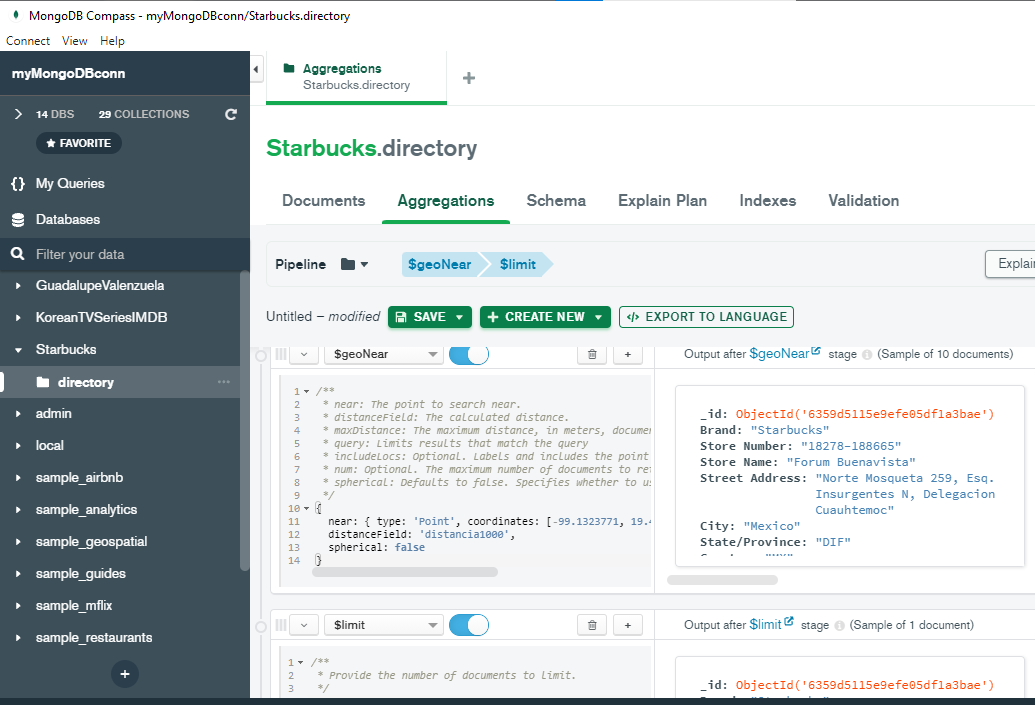 MongoDB Compass - myMongoDBconn/Starbucks.directory
Connect View Help
myMongoDBconn
14 DBS 29 COLLECTIONS
FAVORITE
{} My Queries
Databases
Filter your data
GuadalupeValenzuela
KoreanTVSeriesIMDB
Starbucks
directory ...
admin
local
sample_airbnb
sample_analytics
sample_geospatial
sample_guides
sample_mflix
sample_restaurants
+
Aggregations
Starbucks.directory
+
Starbucks.directory
Documents Aggregations Schema Explain Plan Indexes Validation
Pipeline $geoNear $limit Explai
Untitled – modified SAVE + CREATE NEW </> EXPORT TO LANGUAGE
$geoNear +
1 /**
2 * near: The point to search near.
3 * distanceField: The calculated distance.
4 * maxDistance: The maximum distance, in meters, documen
5 * query: Limits results that match the query
6 * includeLocs: Optional. Labels and includes the point
7 * num: Optional. The maximum number of documents to ret
8 * spherical: Defaults to false. Specifies whether to us
9 */
10 {
11 near: { type: 'Point', coordinates: [-99.1323771, 19.4
12 distanceField: 'distancia1000',
13 spherical: false
14 }
Output after $geoNear stage (Sample of 10 documents)
_id: ObjectId('6359d5115e9efe05df1a3bae')
Brand: "Starbucks"
Store Number: "18278-188665"
Store Name: "Forum Buenavista"
Street Address: "Norte Mosqueta 259, Esq.
Insurgentes N, Delegacion
Cuauhtemoc"
City: "Mexico"
State/Province: "DIF"
$limit +
1 /**
2 * Provide the number of documents to limit.
3 */
Output after $limit stage (Sample of 1 document)
_id: ObjectId('6359d5115e9efe05df1a3bae')